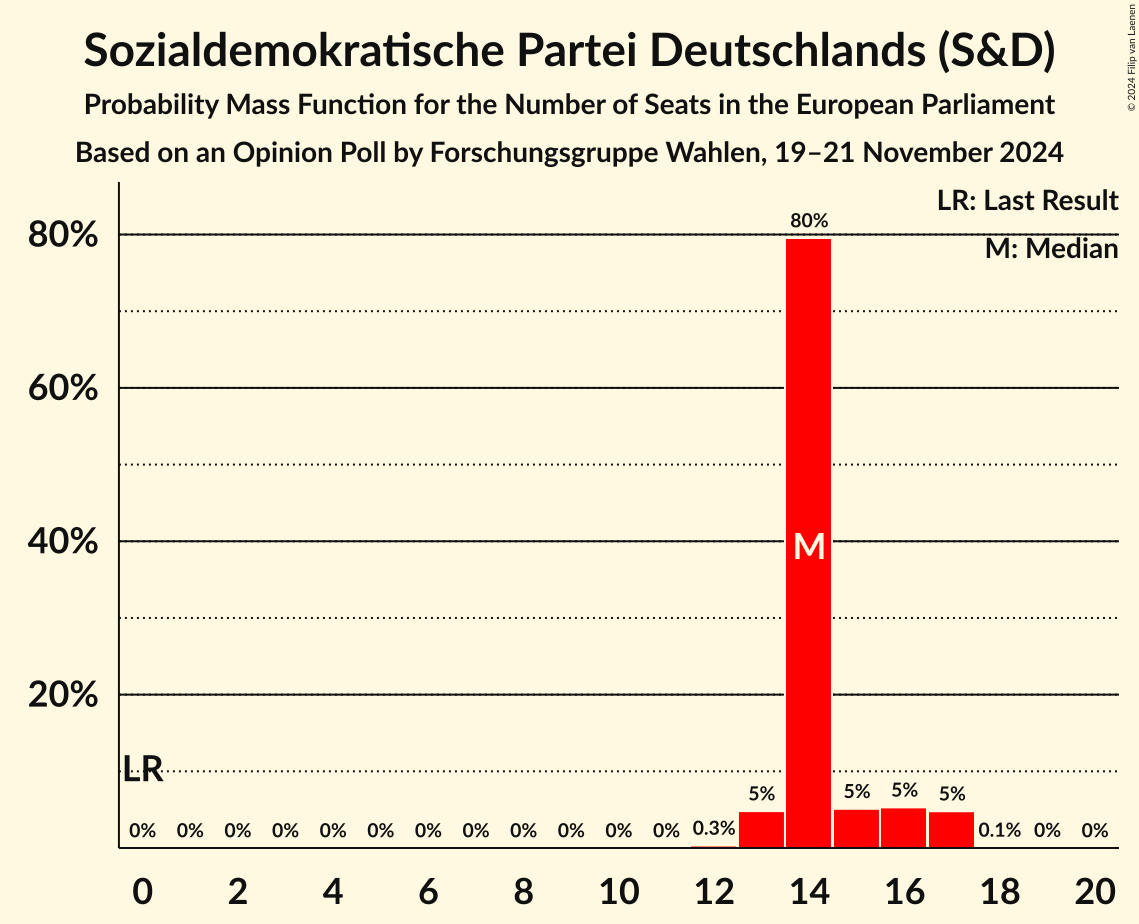 Sozialdemokratische Partei Deutschlands (S&D)
Probability Mass Function for the Number of Seats in the European Parliament
Based on an Opinion Poll by Forschungsgruppe Wahlen, 19–21 November 2024
© 2024 Filip van Laenen
LR: Last Result
M: Median
80%
60%
40%
20%
80%
M
LR
0% 0% 0% 0% 0% 0% 0% 0% 0% 0% 0% 0% 0.3% 5% 5% 5% 5% 0.1% 0% 0%
0 2 4 6 8 10 12 14 16 18 20